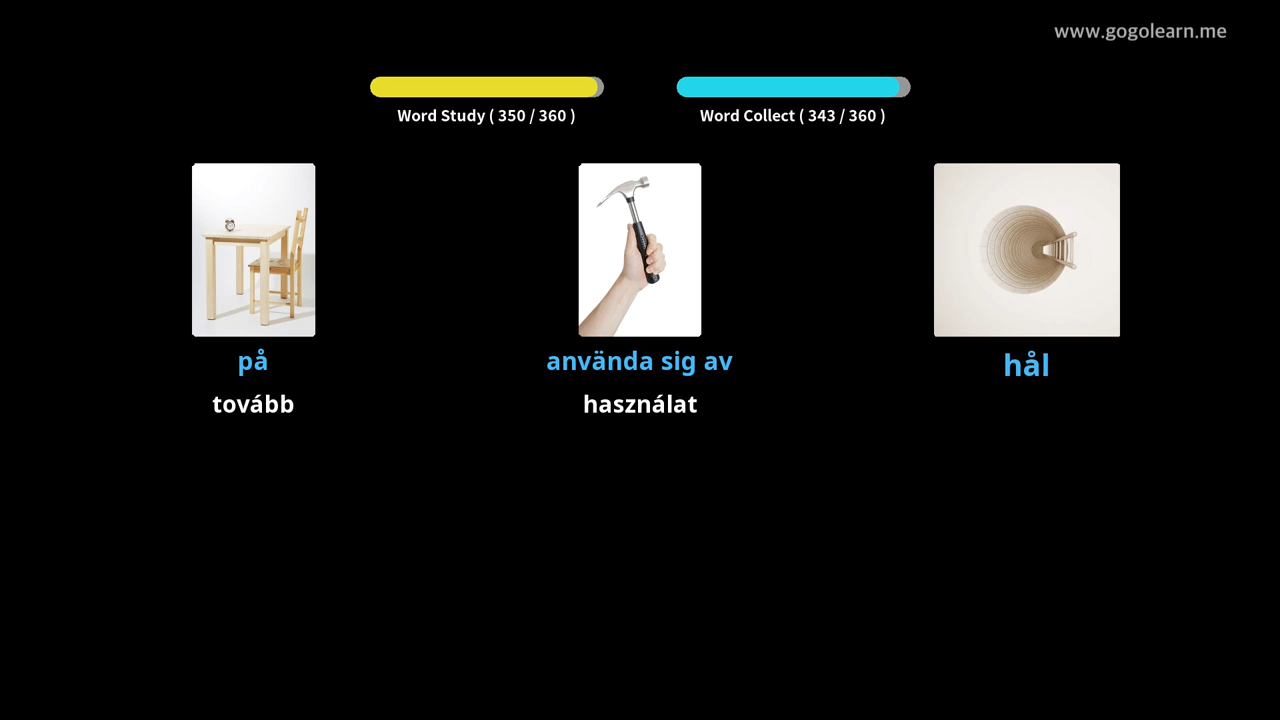 www.gogolearn.me
Word Study ( 350 / 360 )
Word Collect ( 343 / 360 )
på
tovább
använda sig av
használat
hål